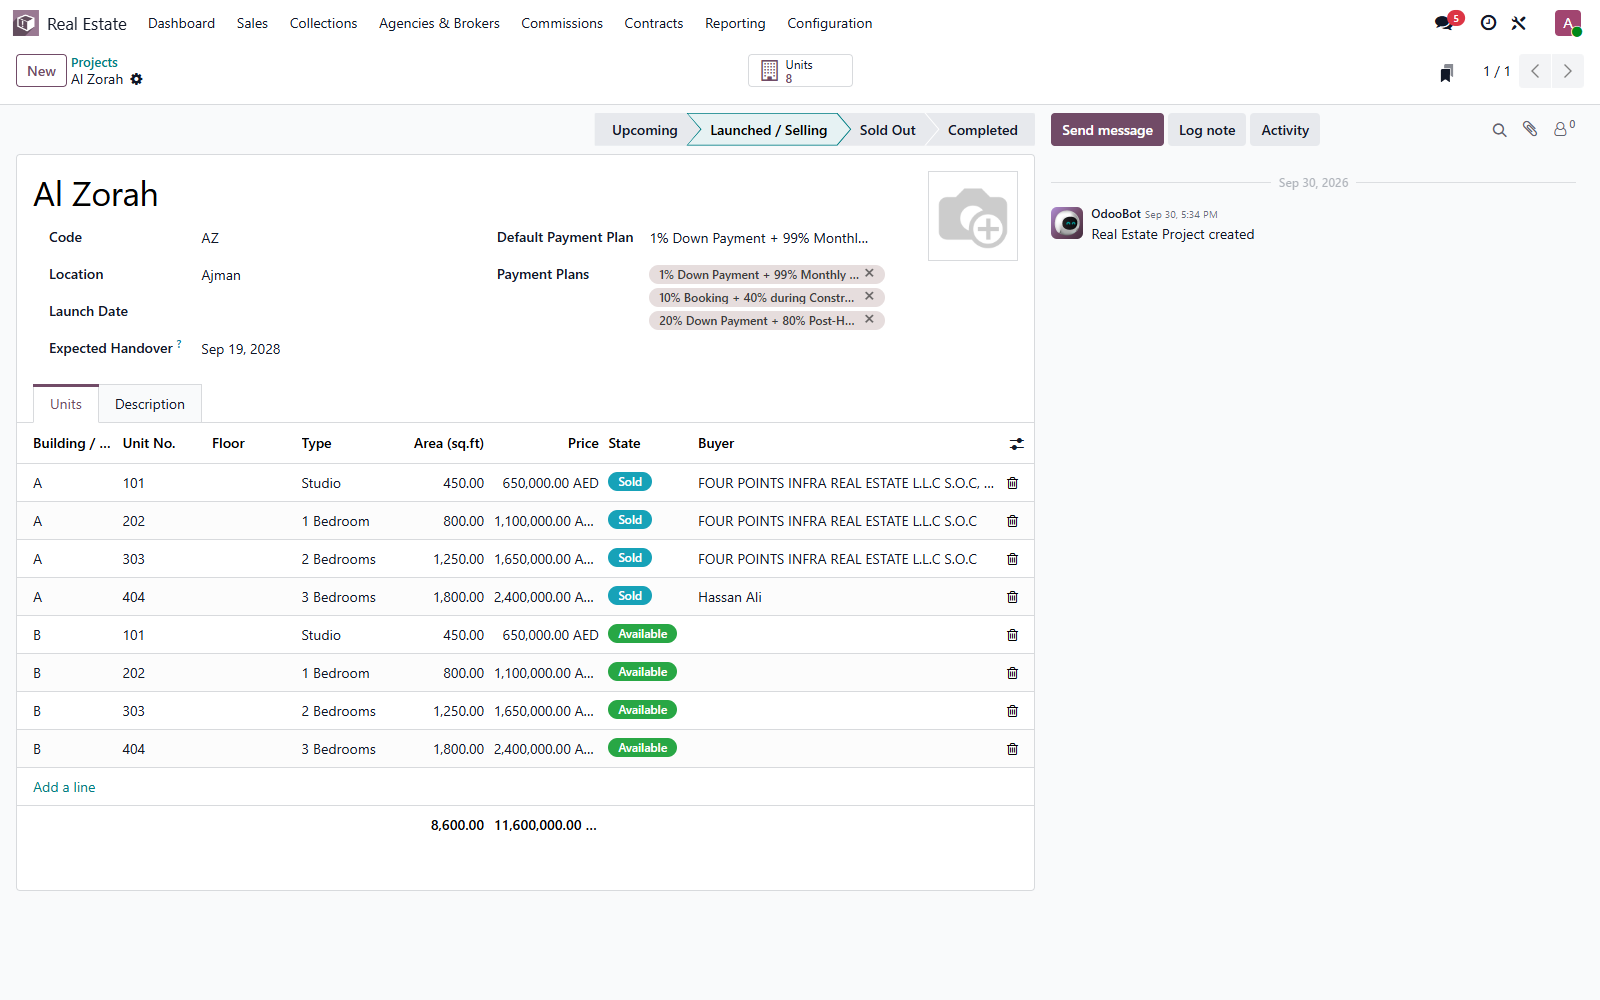 Real Estate
Dashboard
Sales
Collections
Agencies & Brokers
Commissions
Contracts
Reporting
Configuration
5
A
New
Projects
Al Zorah
Units
8
1 / 1
Upcoming
Launched / Selling
Sold Out
Completed
Send message
Log note
Activity
0
Al Zorah
Code
AZ
Location
Ajman
Launch Date
Expected Handover ?
Sep 19, 2028
Default Payment Plan
1% Down Payment + 99% Monthl...
Payment Plans
1% Down Payment + 99% Monthly ...
10% Booking + 40% during Constr...
20% Down Payment + 80% Post-H...
Sep 30, 2026
OdooBot Sep 30, 5:34 PM
Real Estate Project created
Units
Description
Building / ... Unit No. Floor Type Area (sq.ft) Price State Buyer
A 101 Studio 450.00 650,000.00 AED Sold FOUR POINTS INFRA REAL ESTATE L.L.C S.O.C, ...
A 202 1 Bedroom 800.00 1,100,000.00 A... Sold FOUR POINTS INFRA REAL ESTATE L.L.C S.O.C
A 303 2 Bedrooms 1,250.00 1,650,000.00 A... Sold FOUR POINTS INFRA REAL ESTATE L.L.C S.O.C
A 404 3 Bedrooms 1,800.00 2,400,000.00 A... Sold Hassan Ali
B 101 Studio 450.00 650,000.00 AED Available
B 202 1 Bedroom 800.00 1,100,000.00 A... Available
B 303 2 Bedrooms 1,250.00 1,650,000.00 A... Available
B 404 3 Bedrooms 1,800.00 2,400,000.00 A... Available
Add a line
8,600.00 11,600,000.00 ...